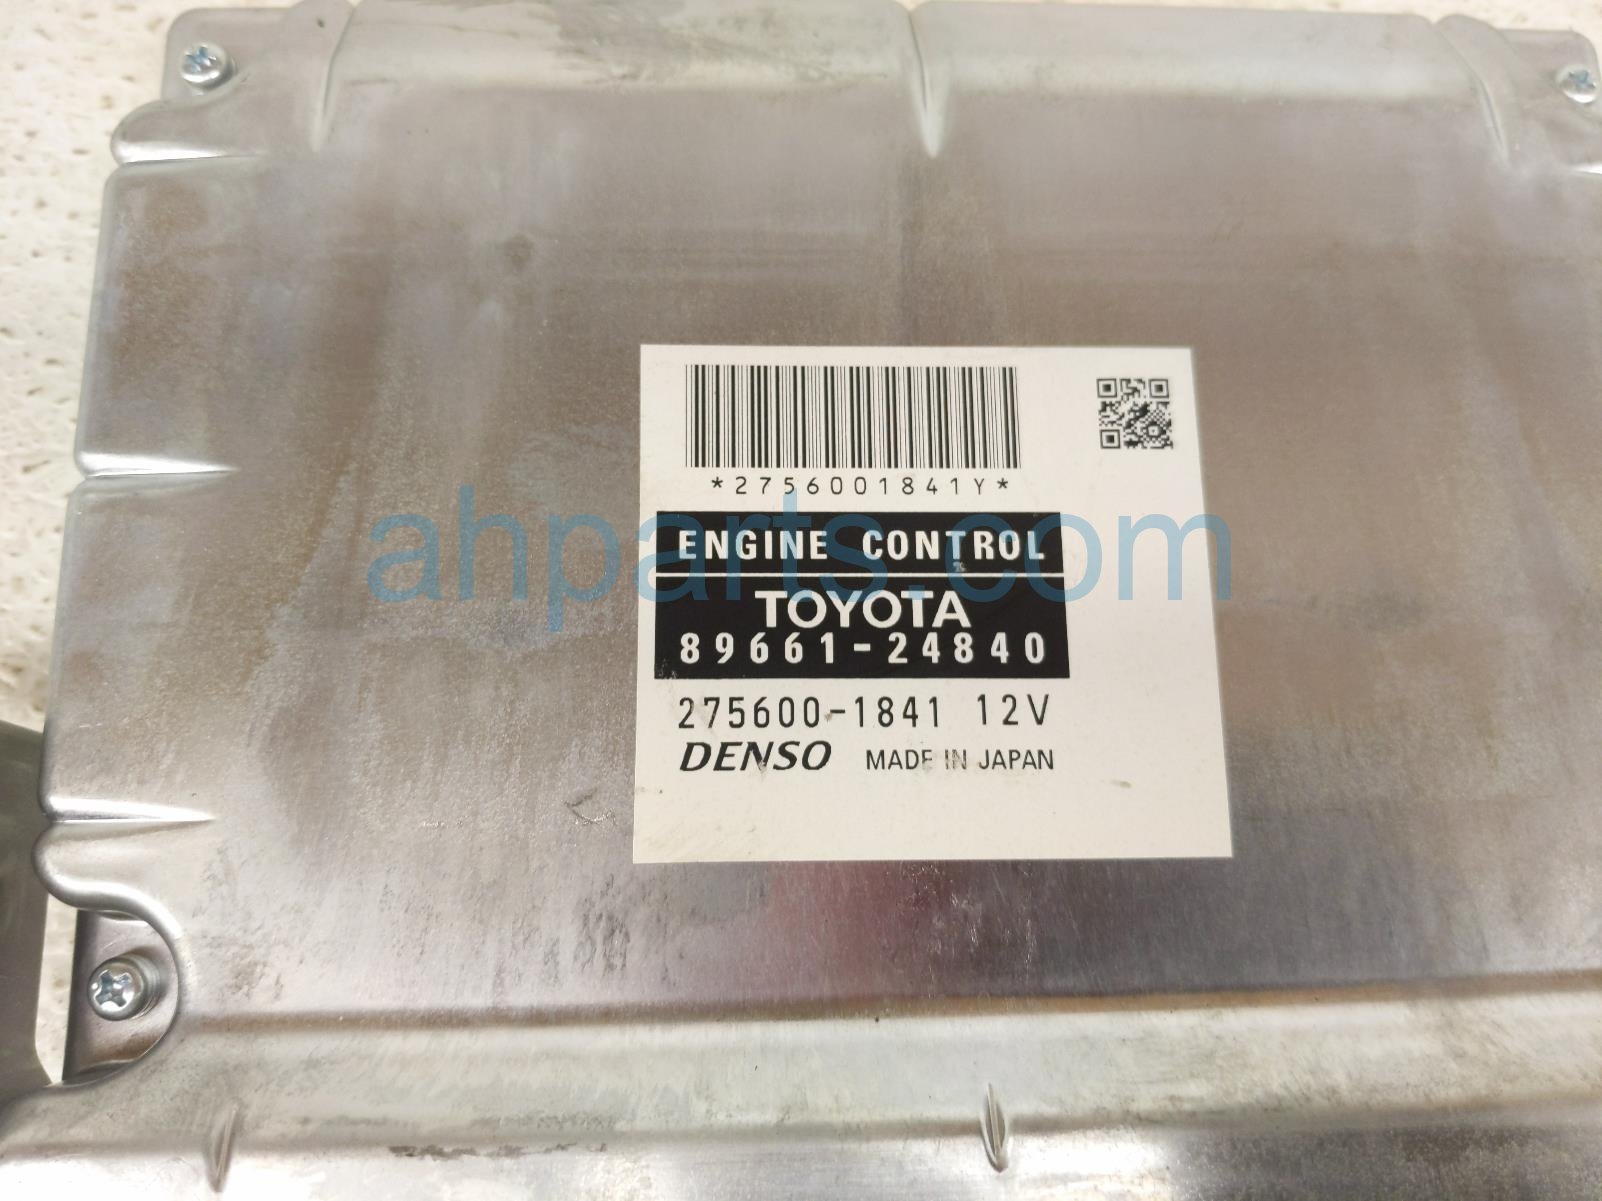 *2756001841Y*
ENGINE CONTROL
TOYOTA
89661-24840
275600-1841 12V
DENSO MADE IN JAPAN
ahparts.com